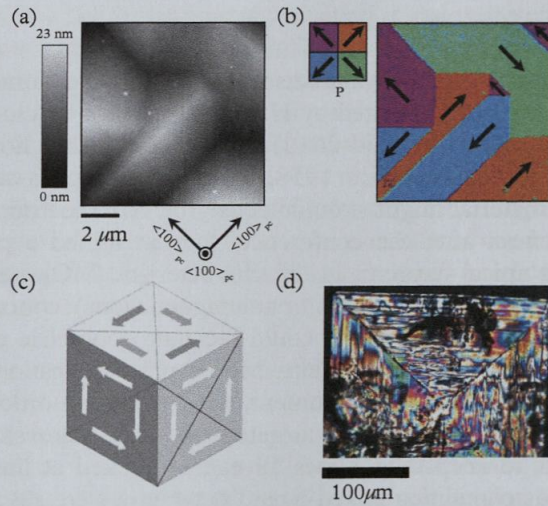 (a)
23 nm
0 nm
2 μm
<100>pc
<100>pc
<100>pc
(b)
P
(c)
(d)
100μm